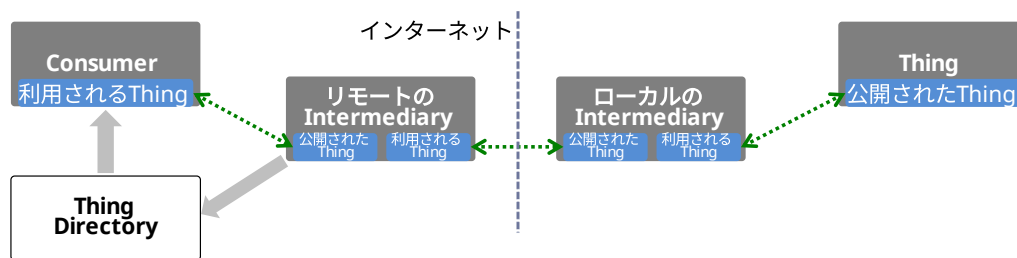 インターネット
Consumer
利用されるThing
リモートの
Intermediary
公開された
Thing
利用される
Thing
ローカルの
Intermediary
公開された
Thing
利用される
Thing
Thing
公開されたThing
Thing
Directory